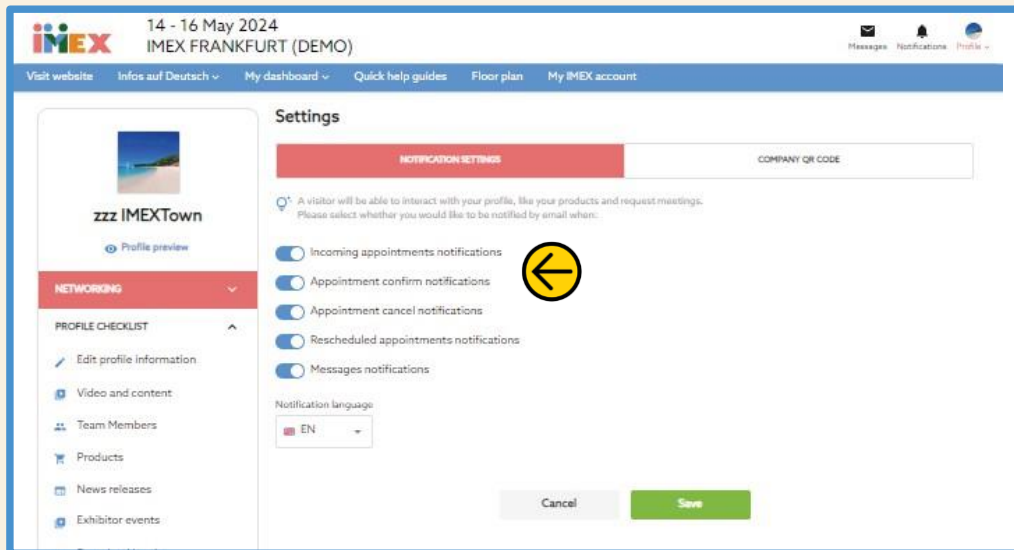 IMEX
14 - 16 May 2024
IMEX FRANKFURT (DEMO)
Messages Notifications Profile
Visit website Infos auf Deutsch My dashboard Quick help guides Floor plan My IMEX account
Settings
NOTIFICATION SETTINGS COMPANY QR CODE
A visitor will be able to interact with your profile, like your products and request meetings.
Please select whether you would like to be notified by email when:
zzz IMEXTown
Profile preview
NETWORKING
PROFILE CHECKLIST
Edit profile information
Video and content
Team Members
Products
News releases
Exhibitor events
Incoming appointments notifications
Appointment confirm notifications
Appointment cancel notifications
Rescheduled appointments notifications
Messages notifications
Notification language
EN
Cancel Save